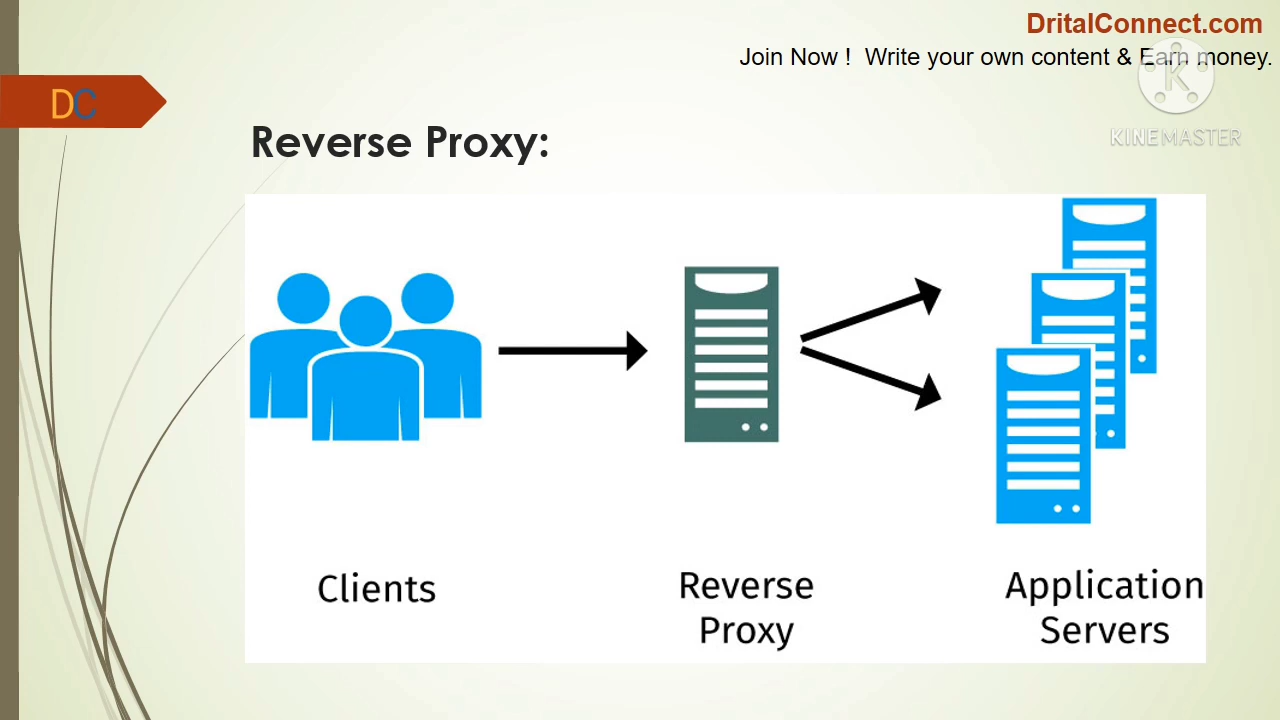 DritalConnect.com
Join Now !  Write your own content & Earn money.
K
KINEMASTER
DC
Reverse Proxy:
Clients
Reverse
Proxy
Application
Servers